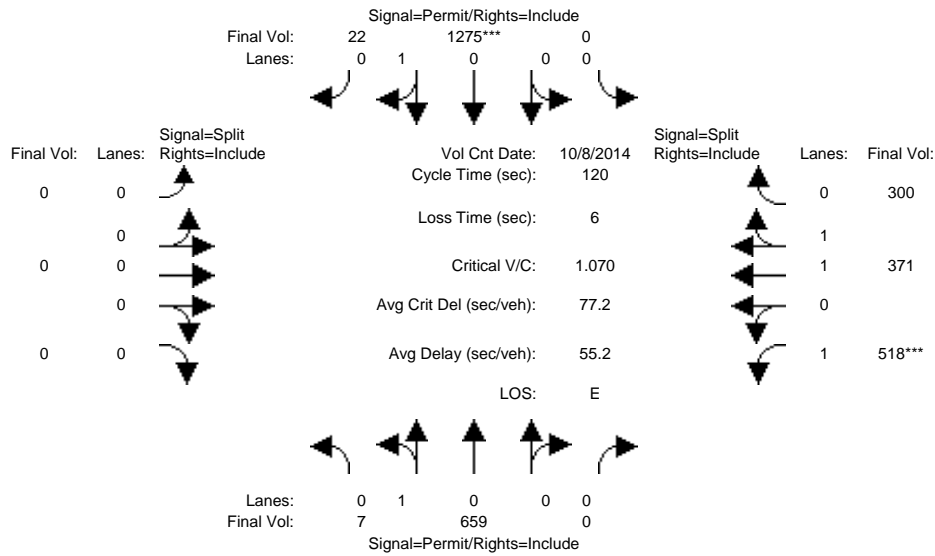 Signal=Permit/Rights=Include
Final Vol: 22 1275*** 0
Lanes: 0 1 0 0 0
Signal=Split
Final Vol: Lanes: Rights=Include
Vol Cnt Date: 10/8/2014
Signal=Split
Rights=Include Lanes: Final Vol:
Cycle Time (sec): 120
0 0
0 300
Loss Time (sec): 6
0
1
0 0
Critical V/C: 1.070
1 371
0
Avg Crit Del (sec/veh): 77.2
0
0 0
Avg Delay (sec/veh): 55.2
1 518***
LOS: E
Lanes: 0 1 0 0 0
Final Vol: 7 659 0
Signal=Permit/Rights=Include